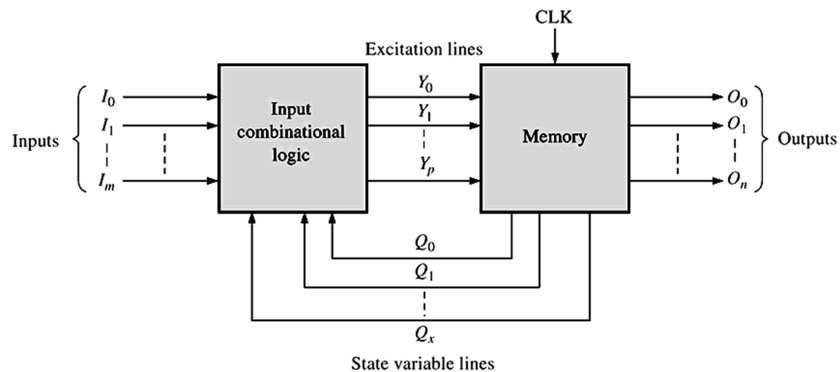 CLK
Excitation lines
Inputs
I0
I1
Im
Input
combinational
logic
Y0
Y1
Yp
Memory
O0
O1
On
Outputs
Q0
Q1
Qx
State variable lines